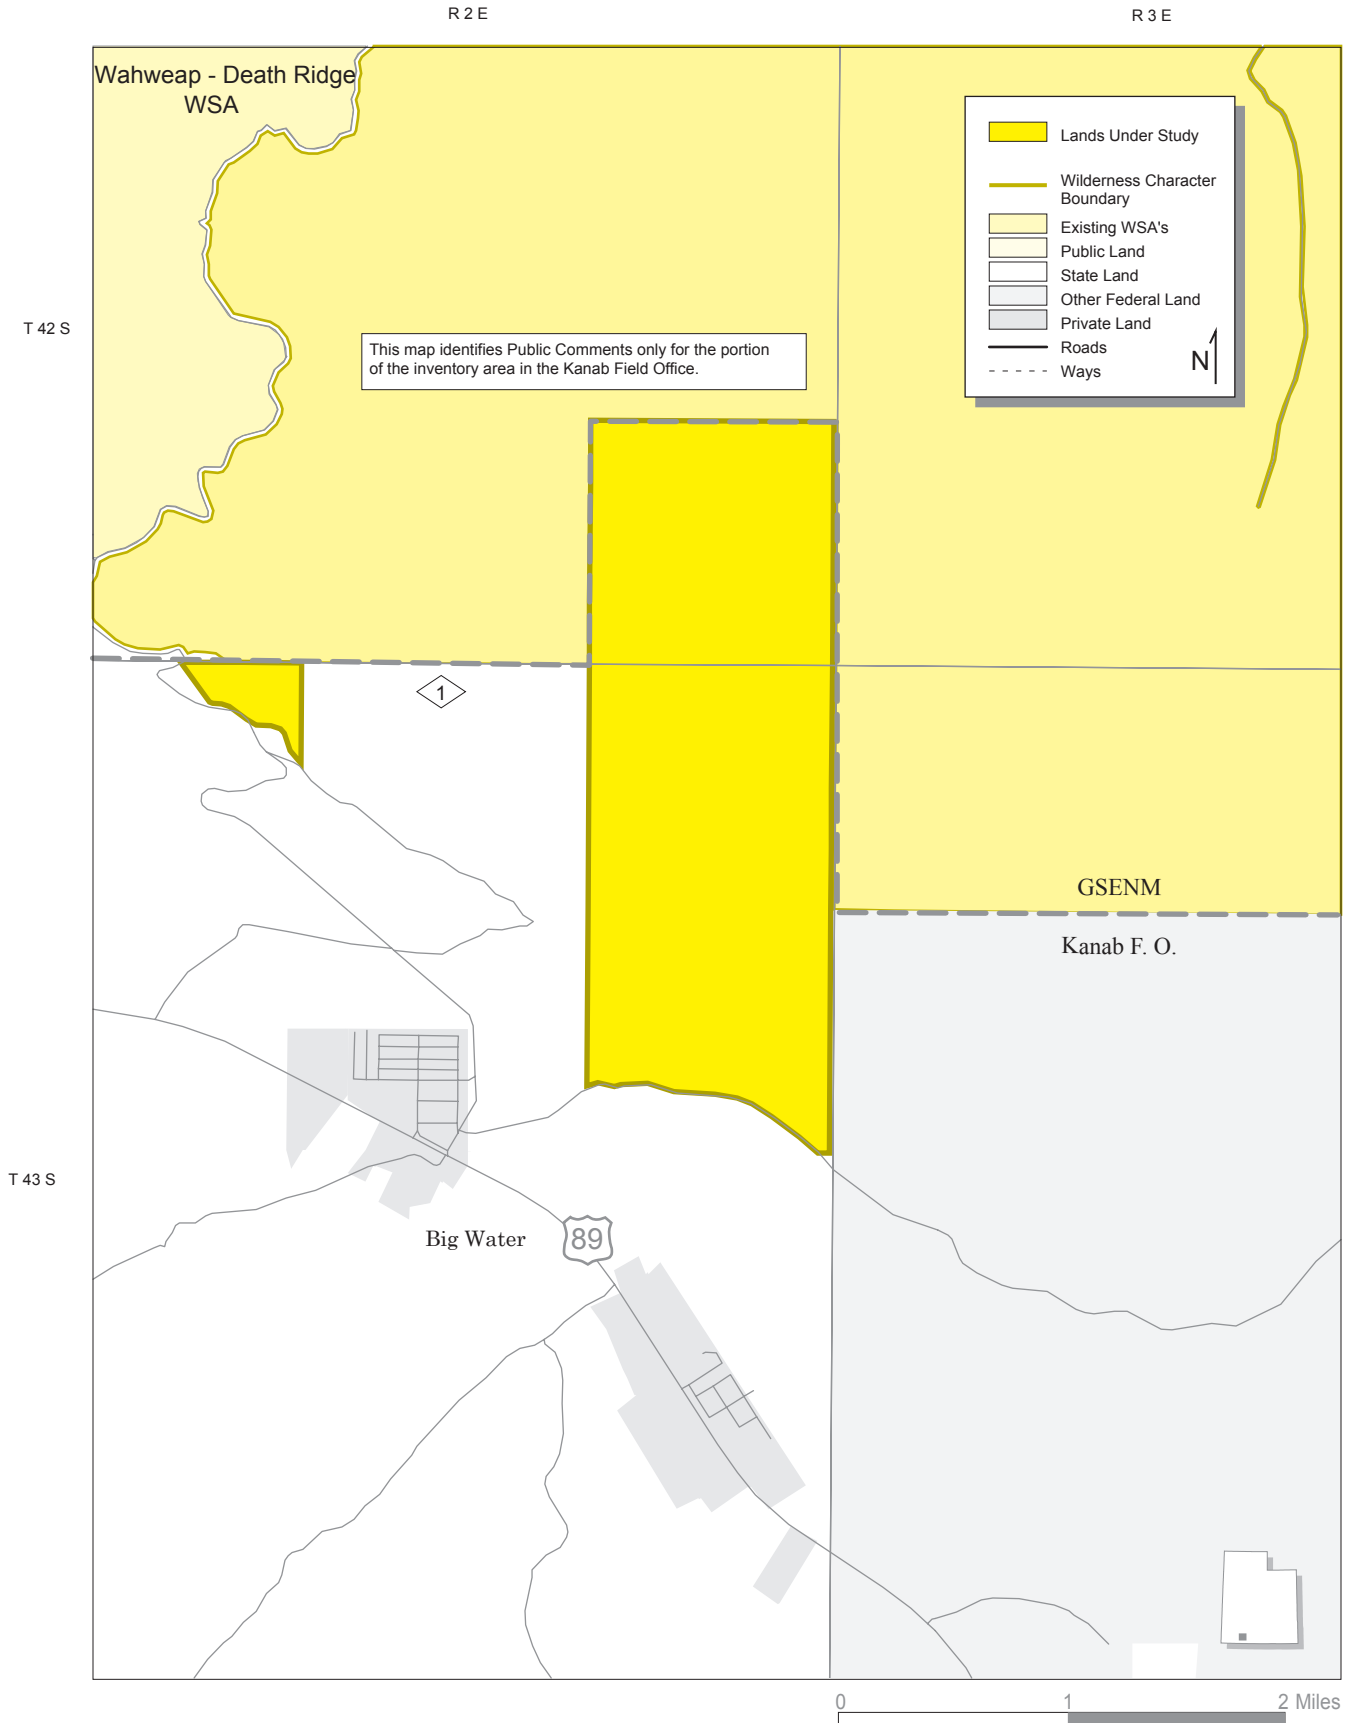 R 2 E
R 3 E
Wahweap - Death Ridge
WSA
Lands Under Study
Wilderness Character
Boundary
Existing WSA's
Public Land
State Land
Other Federal Land
Private Land
Roads
Ways
N
T 42 S
This map identifies Public Comments only for the portion
of the inventory area in the Kanab Field Office.
1
GSENM
Kanab F. O.
T 43 S
Big Water
89
0 1 2 Miles